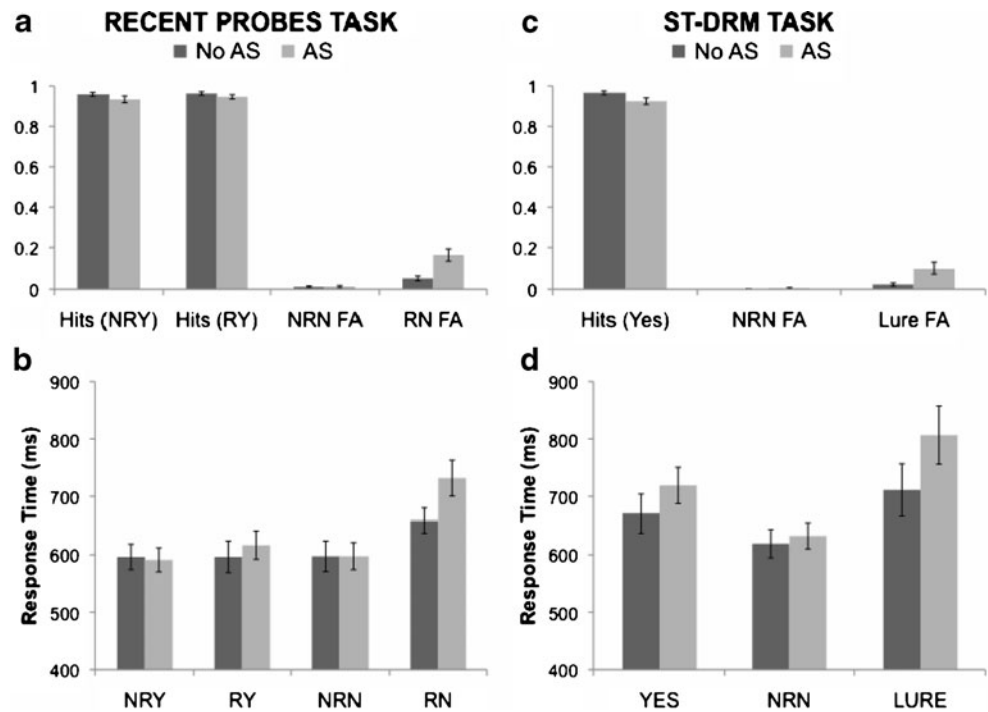 a RECENT PROBES TASK
No AS AS
1
0.8
0.6
0.4
0.2
0
Hits (NRY) Hits (RY) NRN FA RN FA
c ST-DRM TASK
No AS AS
1
0.8
0.6
0.4
0.2
0
Hits (Yes) NRN FA Lure FA
b
Response Time (ms)
900
800
700
600
500
400
NRY RY NRN RN
d
Response Time (ms)
900
800
700
600
500
400
YES NRN LURE